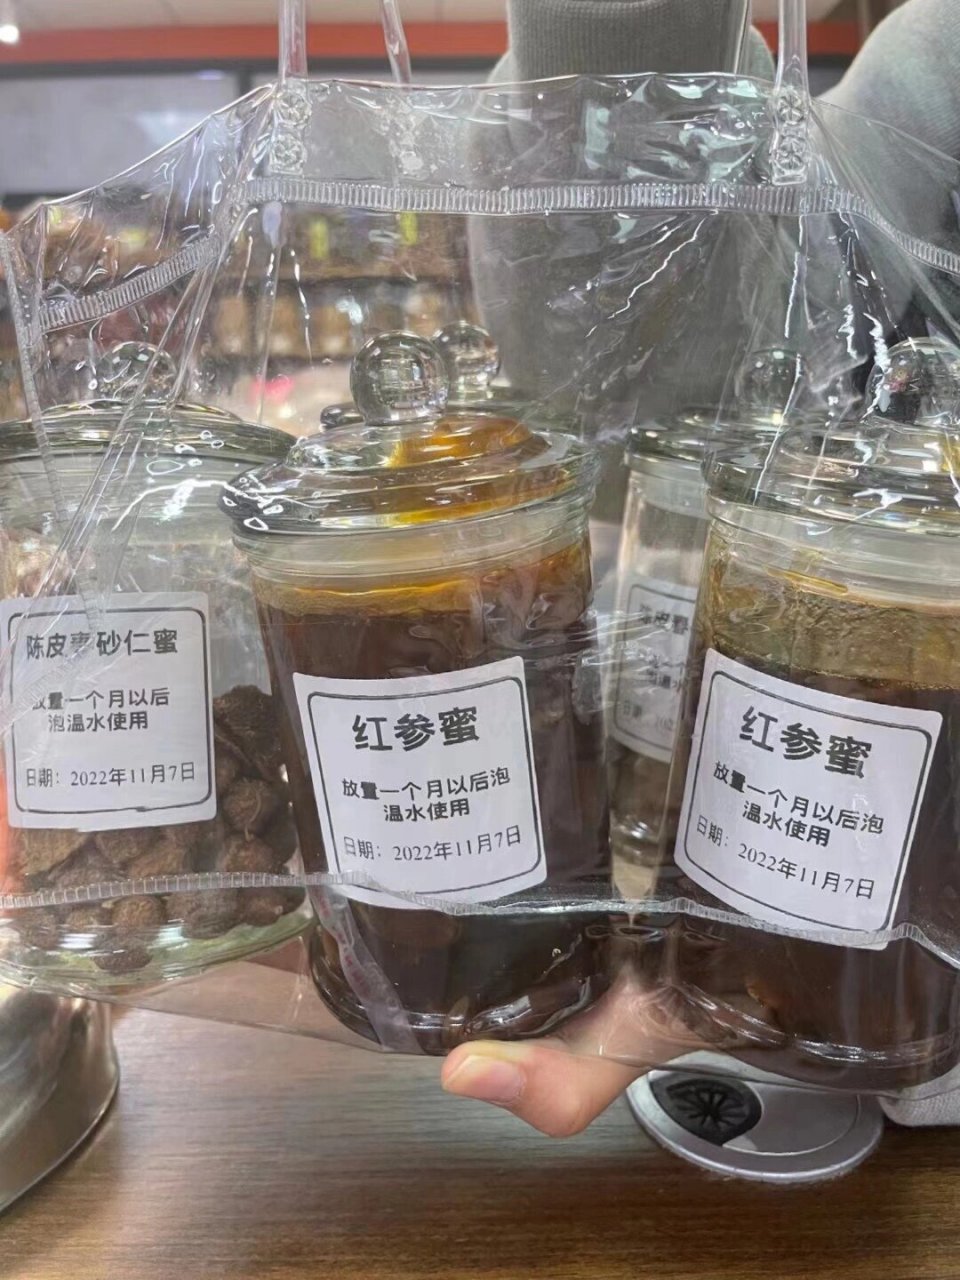 陈皮春砂仁蜜
放置一个月以后
泡温水使用
日期：2022年11月7日
红参蜜
放置一个月以后泡
温水使用
日期：2022年11月7日
陈皮春
红参蜜
放置一个月以后泡
温水使用
日期：2022年11月7日